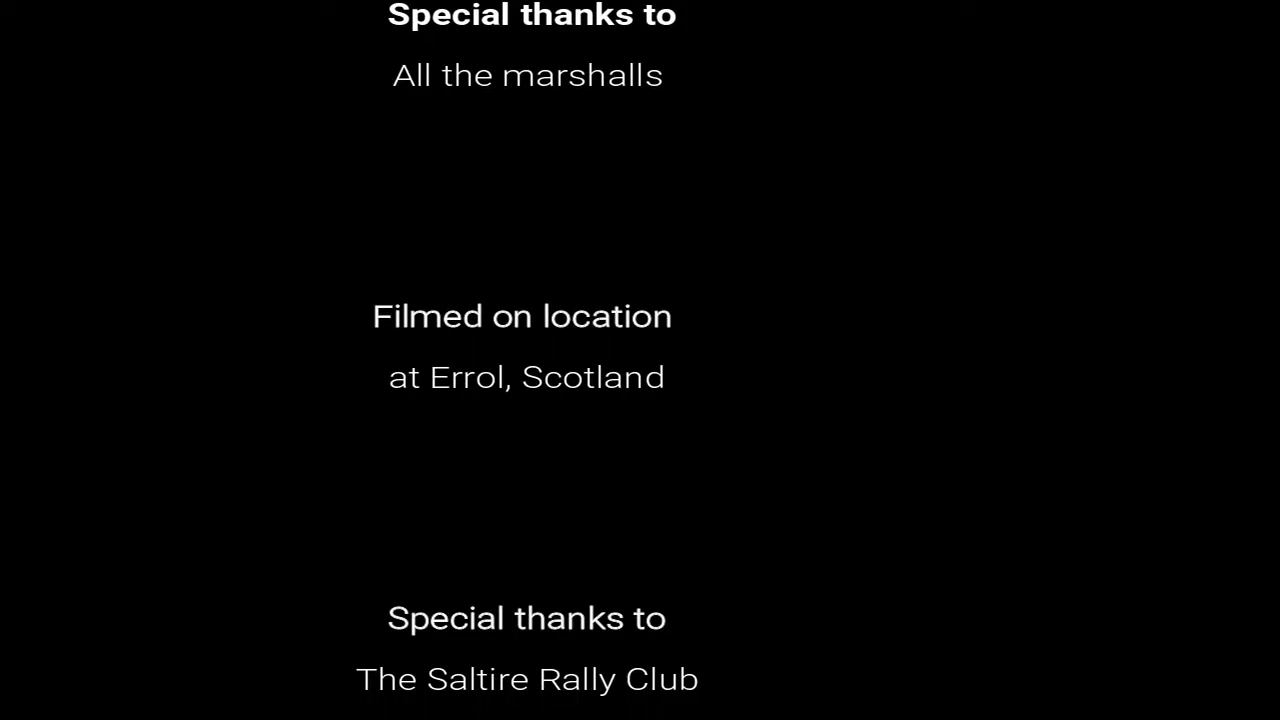 Special thanks to
All the marshalls
Filmed on location
at Errol, Scotland
Special thanks to
The Saltire Rally Club